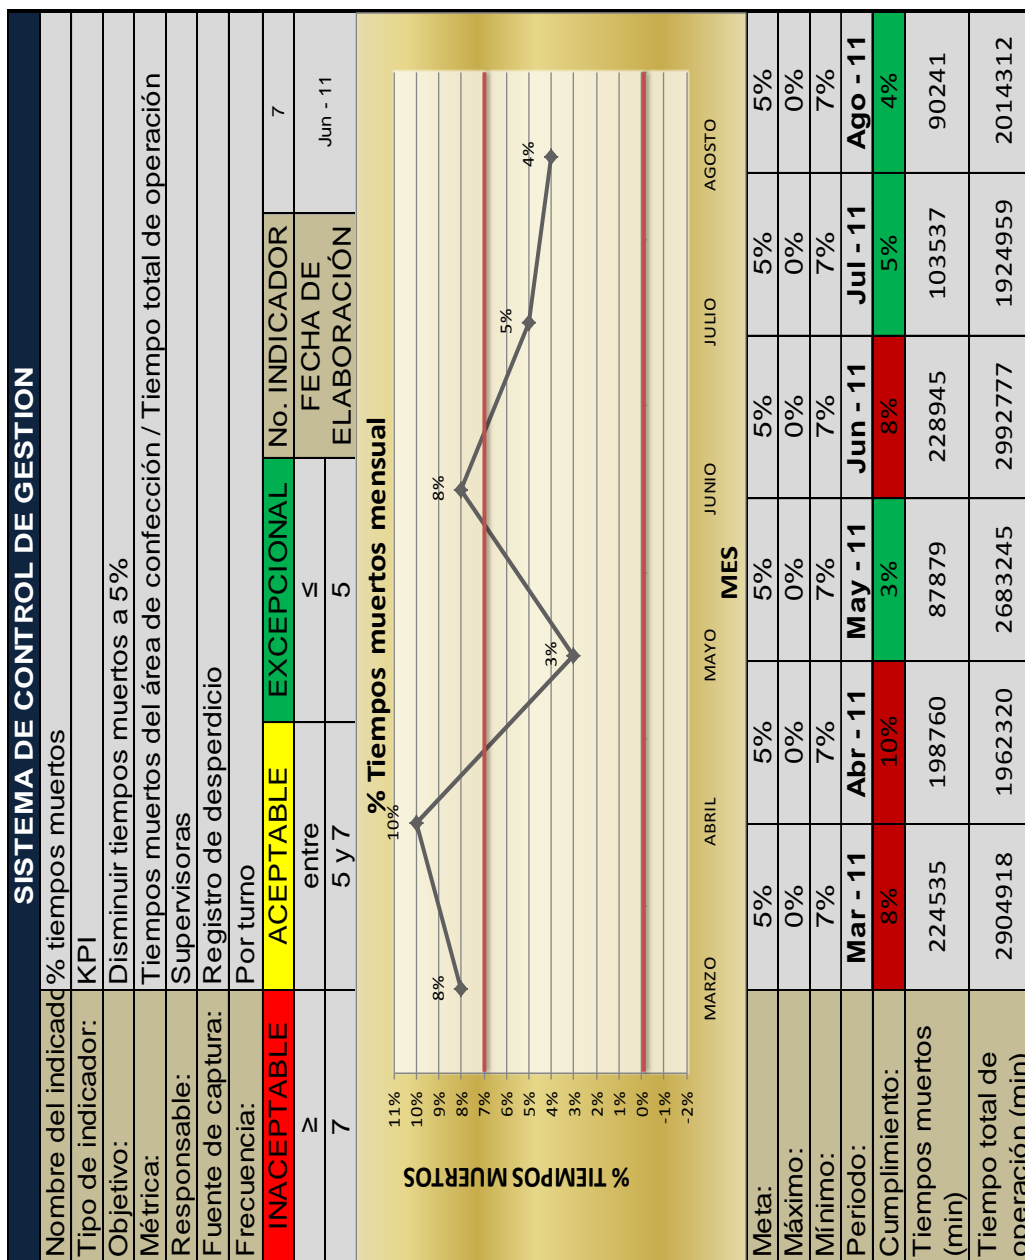 SISTEMA DE CONTROL DE GESTION
Nombre del indicado % tiempos muertos
Tipo de indicador: KPI
Objetivo: Disminuir tiempos muertos a 5%
Métrica: Tiempos muertos del área de confección / Tiempo total de operación
Responsable: Supervisoras
Fuente de captura: Registro de desperdicio
Frecuencia: Por turno
INACEPTABLE ACEPTABLE EXCEPCIONAL No. INDICADOR 7
≥ entre ≤ FECHA DE ELABORACIÓN Jun - 11
7 5 y 7 5
% Tiempos muertos mensual
% TIEMPOS MUERTOS
11%
10%
9%
8%
7%
6%
5%
4%
3%
2%
1%
0%
-1%
-2%
8% 10% 3% 8% 5% 4%
MARZO ABRIL MAYO JUNIO JULIO AGOSTO
MES
Meta: 5% 5% 5% 5% 5% 5%
Máximo: 0% 0% 0% 0% 0% 0%
Mínimo: 7% 7% 7% 7% 7% 7%
Periodo: Mar - 11 Abr - 11 May - 11 Jun - 11 Jul - 11 Ago - 11
Cumplimiento: 8% 10% 3% 8% 5% 4%
Tiempos muertos (min) 224535 198760 87879 228945 103537 90241
Tiempo total de operación (min) 2904918 1962320 2683245 2992777 1924959 2014312